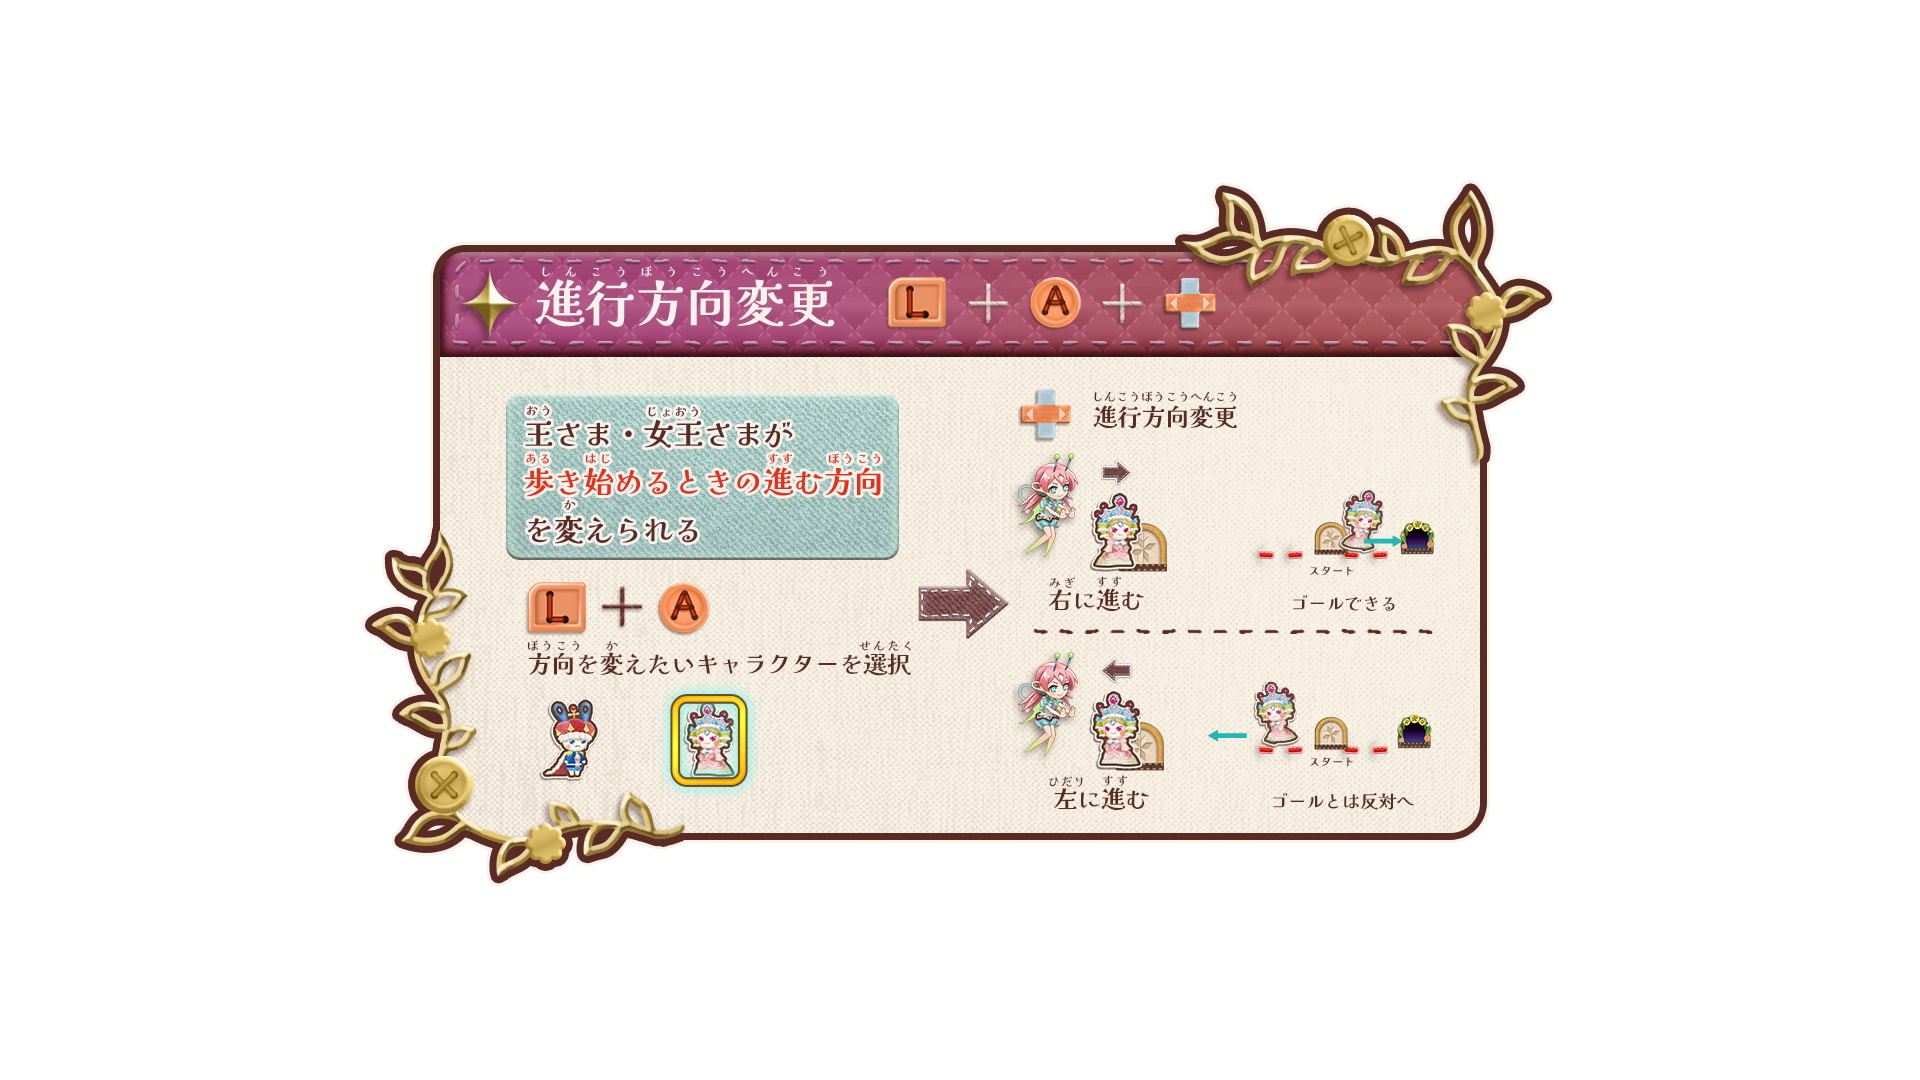 しんこうほうこうへんこう
進行方向変更 L + A +
おう じょおう
王さま・女王さまが
ある はじ すす ほうこう
歩き始めるときの進む方向
か
を変えられる
L + A
ほうこう か せんたく
方向を変えたいキャラクターを選択
しんこうほうこうへんこう
進行方向変更
スタート
みぎ すす
右に進む
ゴールできる
スタート
ひだり すす
左に進む
ゴールとは反対へ